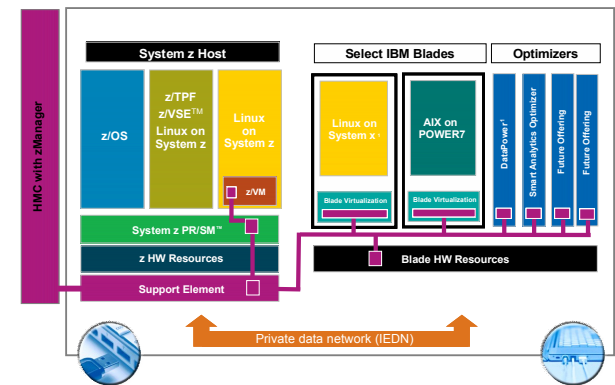 HMC with zManager
System z Host
Select IBM Blades
Optimizers
z/OS
z/TPF
z/VSE™
Linux on
System z
Linux
on
System z
z/VM
Linux on
System x
Blade Virtualization
AIX on
POWER7
Blade Virtualization
DataPower¹
Smart Analytics Optimizer
Future Offering
Future Offering
System z PR/SM™
z HW Resources
Support Element
Blade HW Resources
Private data network (IEDN)